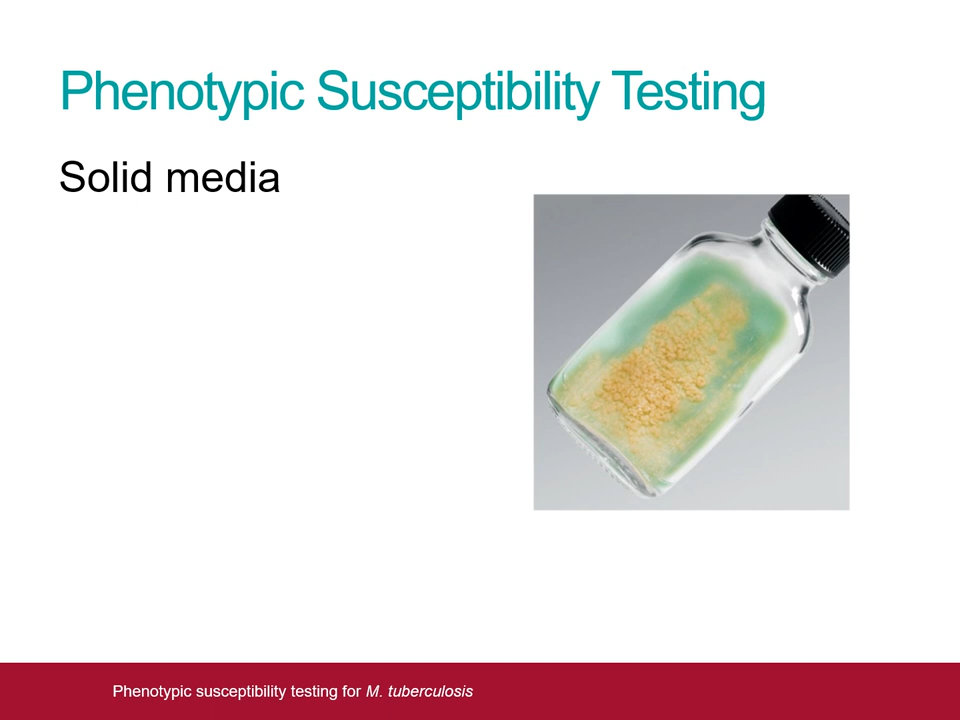 Phenotypic Susceptibility Testing
Solid media
Phenotypic susceptibility testing for M. tuberculosis